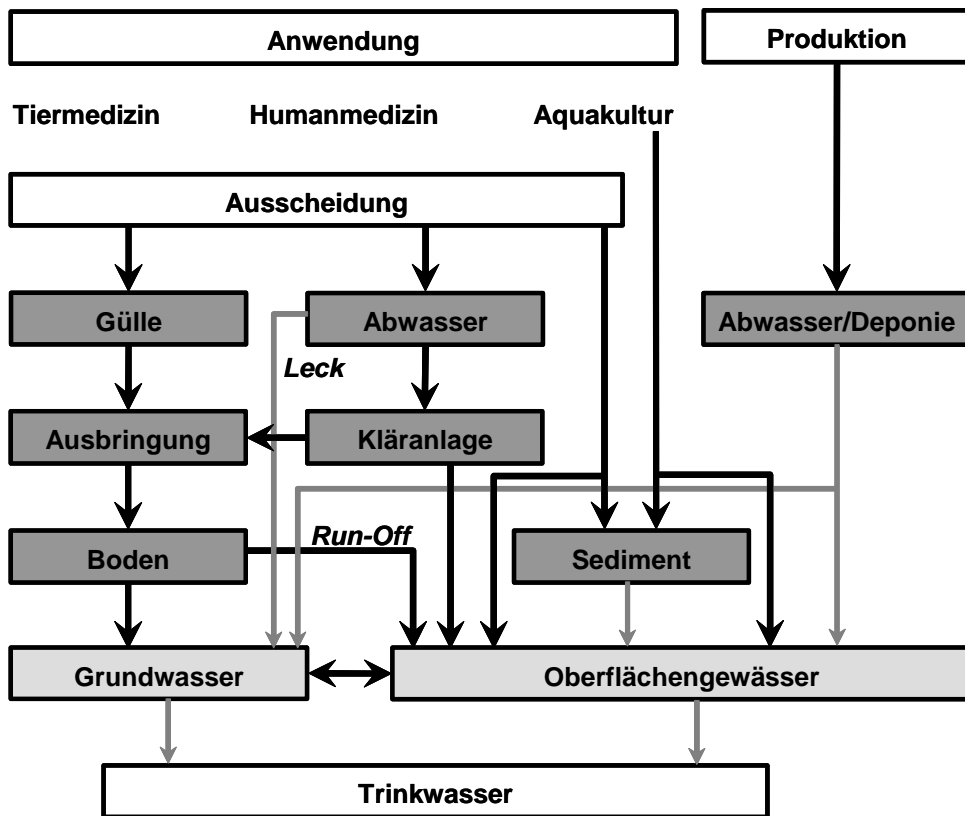 Anwendung
Produktion
Tiermedizin
Humanmedizin
Aquakultur
Ausscheidung
Gülle
Abwasser
Abwasser/Deponie
Leck
Ausbringung
Kläranlage
Run-Off
Boden
Sediment
Grundwasser
Oberflächengewässer
Trinkwasser